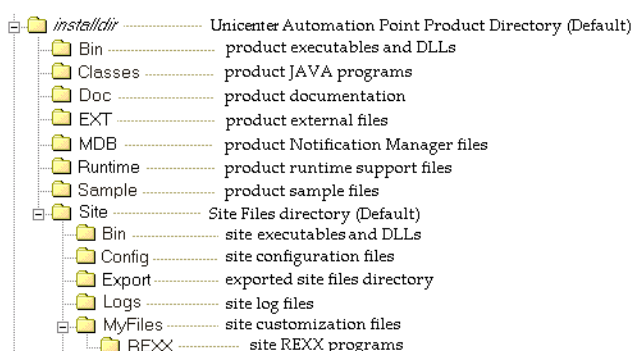 installdir Unicenter Automation Point Product Directory (Default)
Bin product executables and DLLs
Classes product JAVA programs
Doc product documentation
EXT product external files
MDB product Notification Manager files
Runtime product runtime support files
Sample product sample files
Site Site Files directory (Default)
Bin site executables and DLLs
Config site configuration files
Export exported site files directory
Logs site log files
MyFiles site customization files
REXX site REXX programs